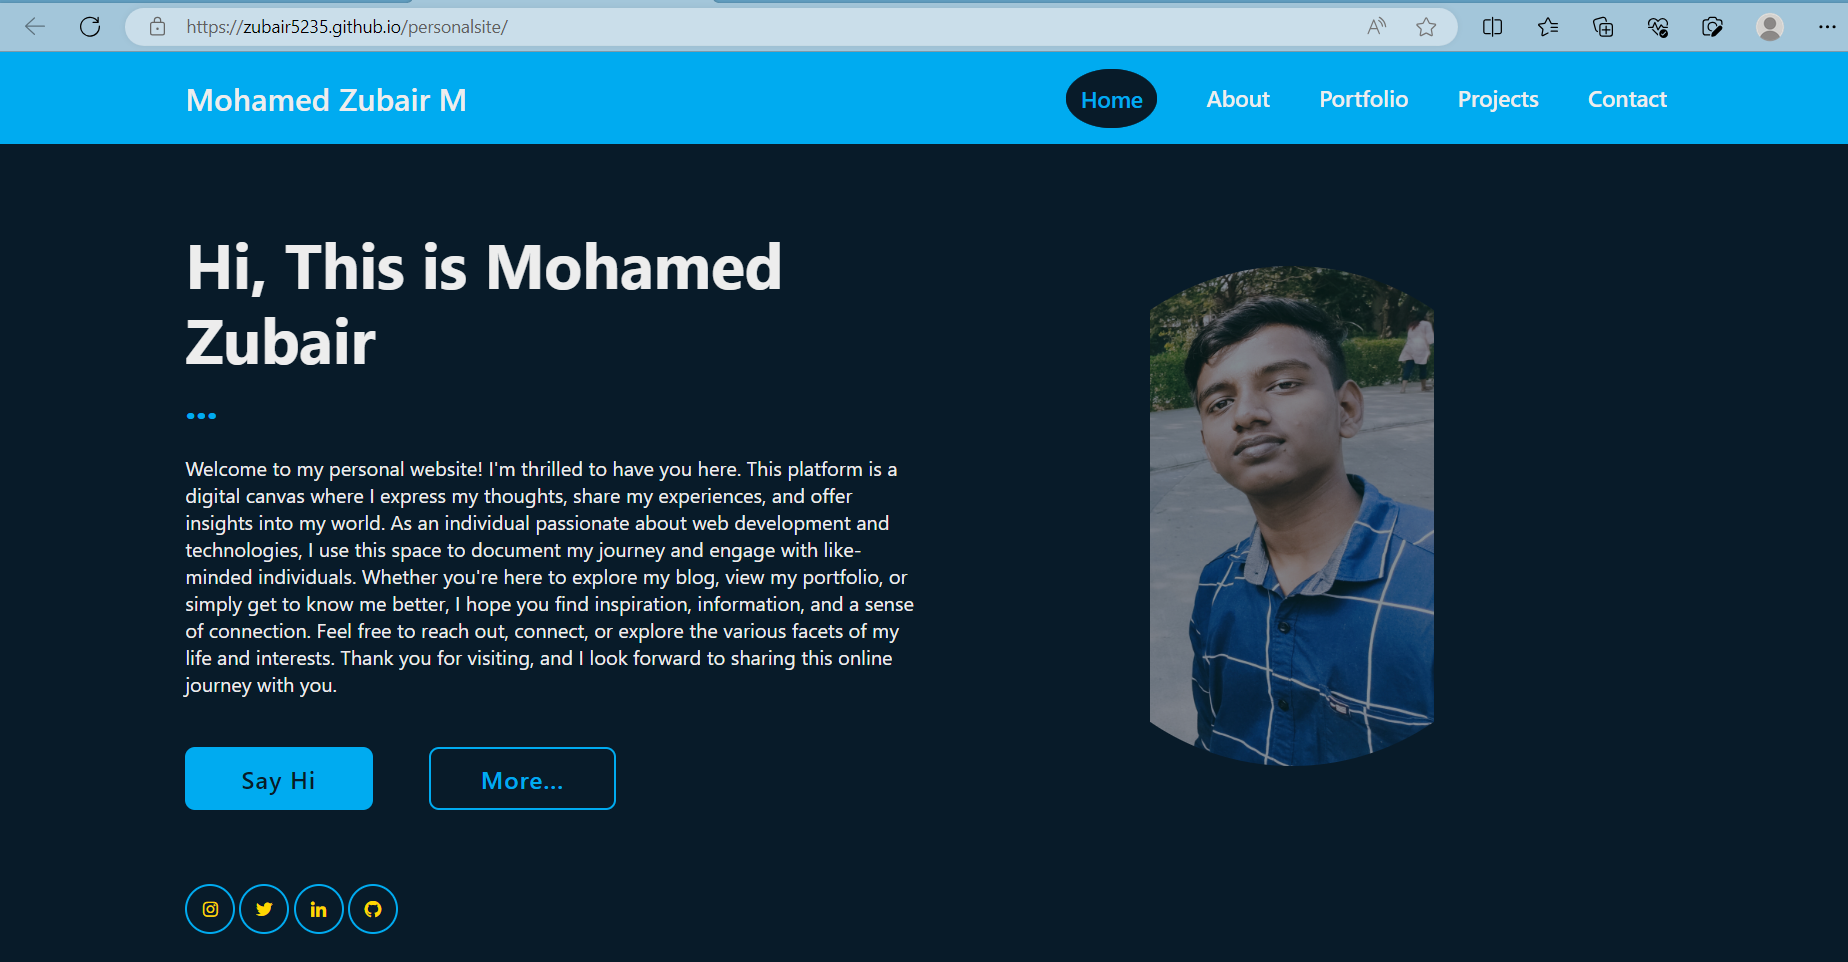 https://zubair5235.github.io/personalsite/
Mohamed Zubair M
Home
About
Portfolio
Projects
Contact
Hi, This is Mohamed
Zubair
...
Welcome to my personal website! I'm thrilled to have you here. This platform is a
digital canvas where I express my thoughts, share my experiences, and offer
insights into my world. As an individual passionate about web development and
technologies, I use this space to document my journey and engage with like-
minded individuals. Whether you're here to explore my blog, view my portfolio, or
simply get to know me better, I hope you find inspiration, information, and a sense
of connection. Feel free to reach out, connect, or explore the various facets of my
life and interests. Thank you for visiting, and I look forward to sharing this online
journey with you.
Say Hi
More...